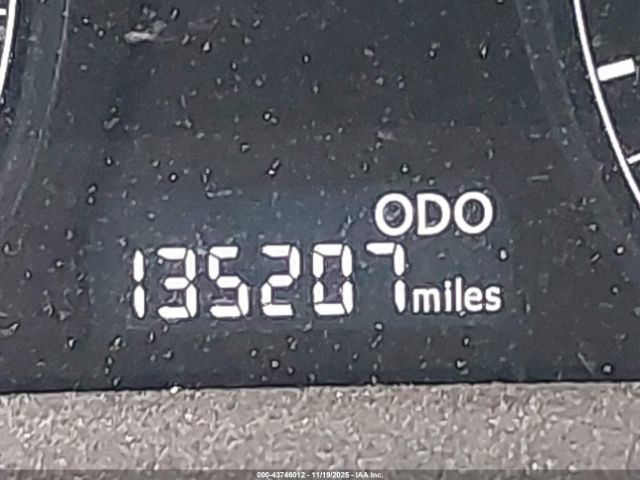 ODO
135207 miles
000-43746012 - 11/19/2025 - IAA Inc.